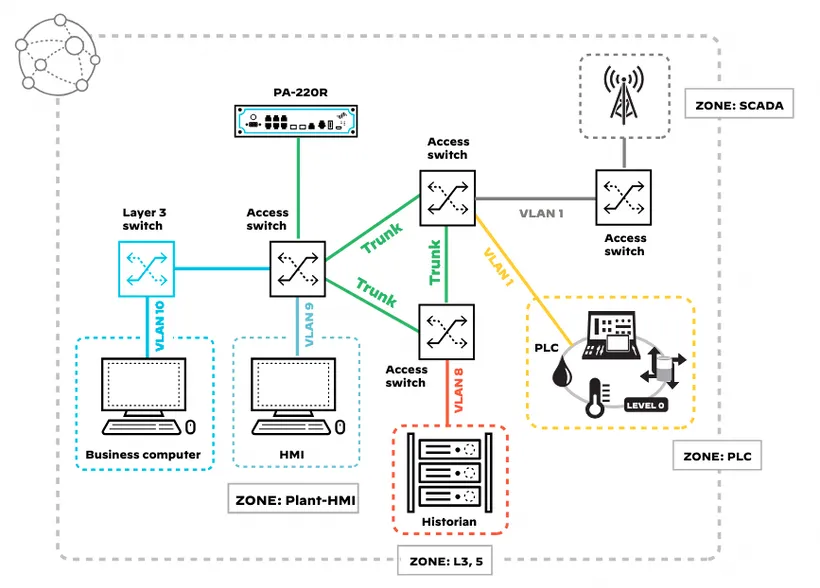 PA-220R
ZONE: SCADA
Access
switch
Layer 3
switch
Access
switch
Trunk
VLAN 1
Access
switch
Trunk
VLAN 1
Trunk
VLAN 10
VLAN 9
PLC
Access
switch
VLAN 8
LEVEL 0
Business computer
HMI
ZONE: PLC
ZONE: Plant-HMI
Historian
ZONE: L3, 5